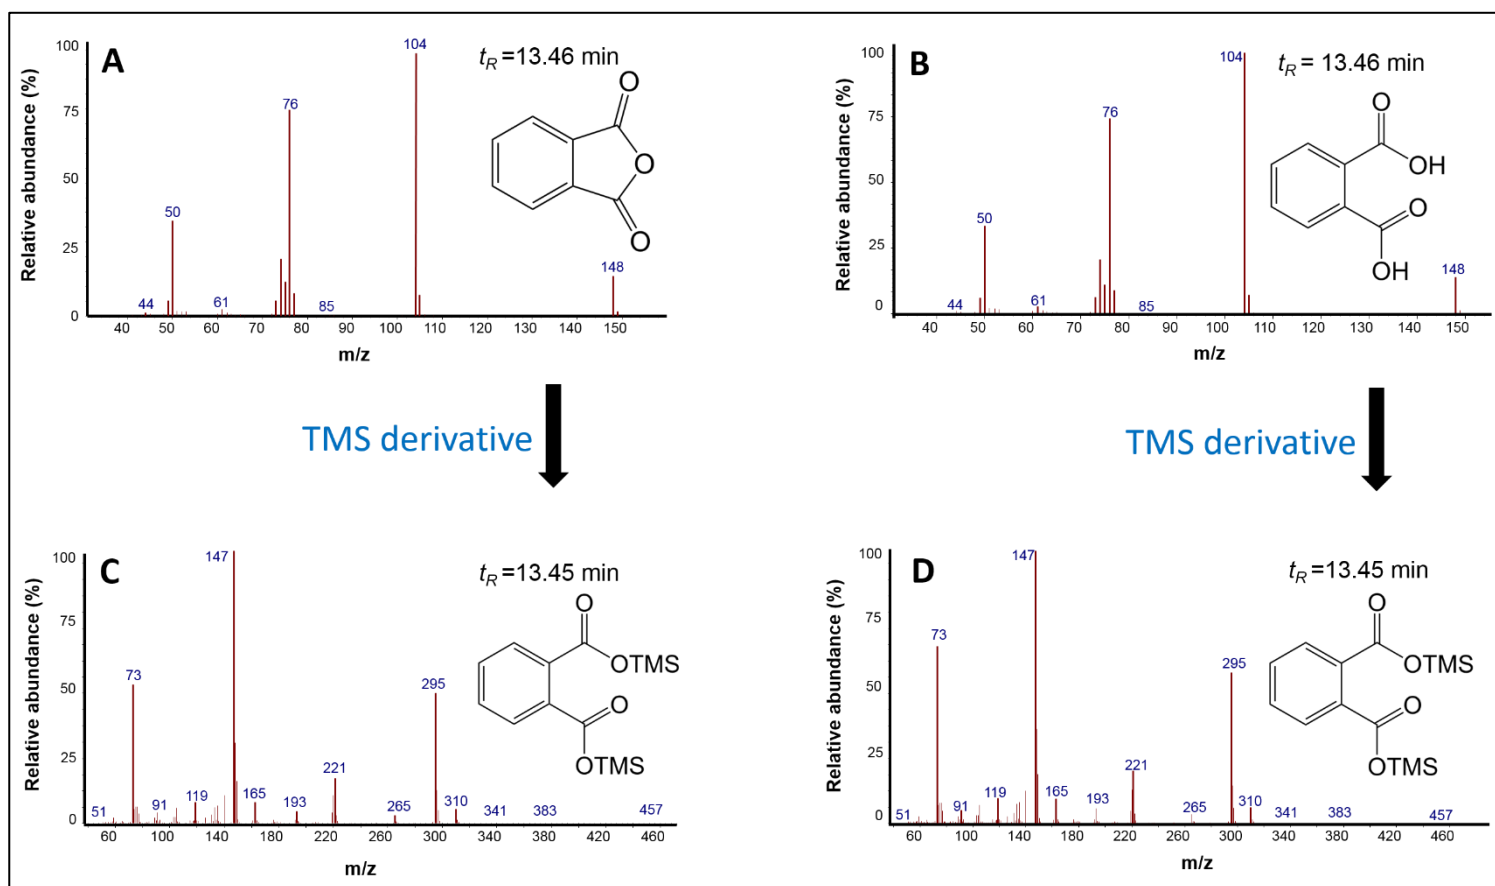 A
tR=13.46 min
Relative abundance (%)
100
75
50
25
0
104
76
50
44
61
85
148
O
O
O
40 50 60 70 80 90 100 110 120 130 140 150
m/z
B
tR= 13.46 min
Relative abundance (%)
100
75
50
25
0
104
76
50
44
61
85
148
O
OH
O
OH
40 50 60 70 80 90 100 110 120 130 140 150
m/z
TMS derivative
TMS derivative
C
tR=13.45 min
Relative abundance (%)
100
75
50
25
0
147
73
295
221
51
91
119
165
193
265
310
341
383
457
O
OTMS
O
OTMS
60 100 140 180 220 260 300 340 380 420 460
m/z
D
tR=13.45 min
Relative abundance (%)
100
75
50
25
0
147
73
295
221
51
91
119
165
193
265
310
341
383
457
O
OTMS
O
OTMS
60 100 140 180 220 260 300 340 380 420 460
m/z